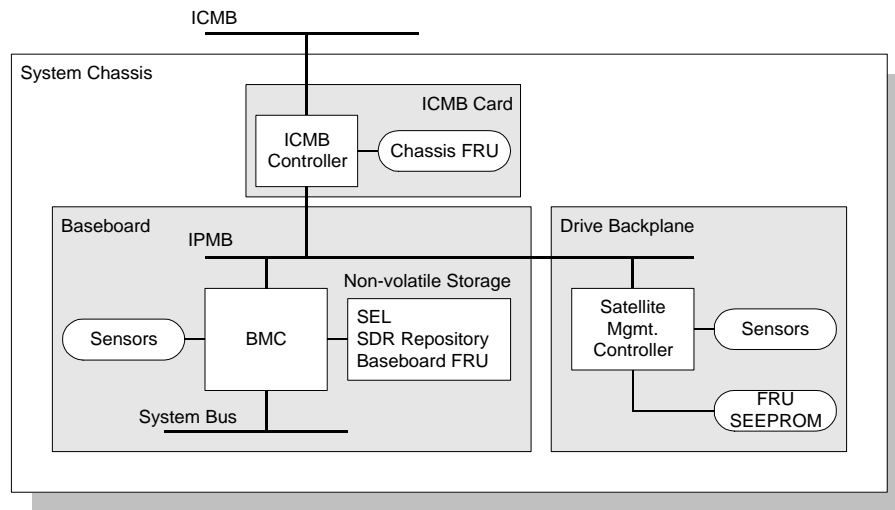 ICMB
System Chassis
ICMB Card
ICMB
Controller
Chassis FRU
Baseboard
IPMB
Non-volatile Storage
Sensors
BMC
SEL
SDR Repository
Baseboard FRU
System Bus
Drive Backplane
Satellite
Mgmt.
Controller
Sensors
FRU
SEEPROM